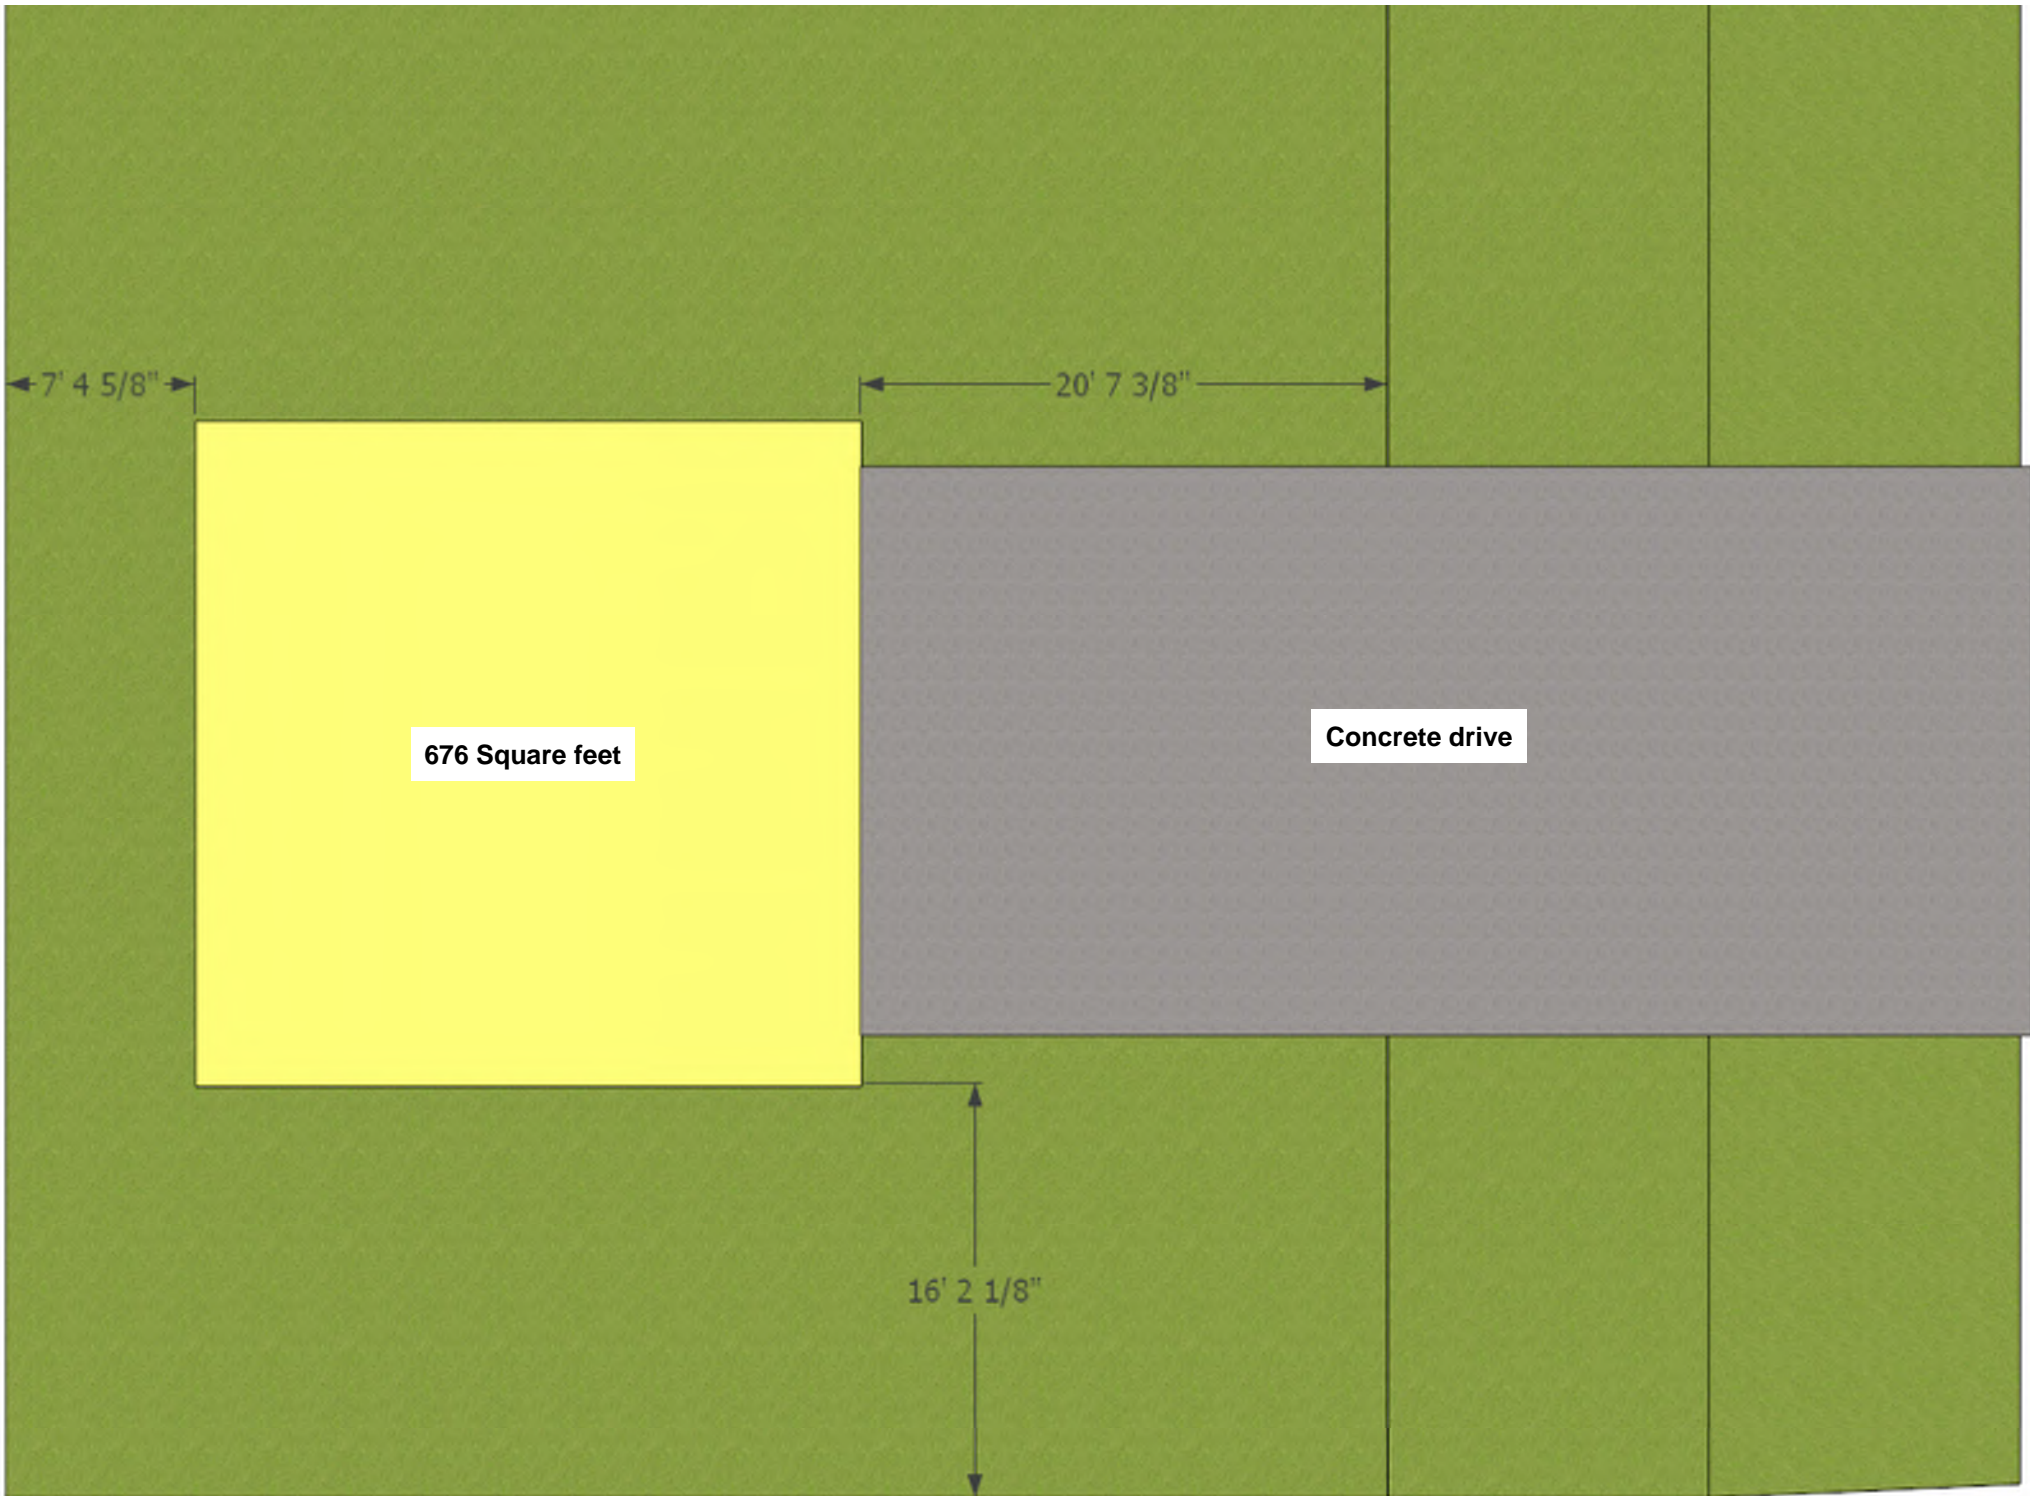 7' 4 5/8"
20' 7 3/8"
676 Square feet
Concrete drive
16' 2 1/8"